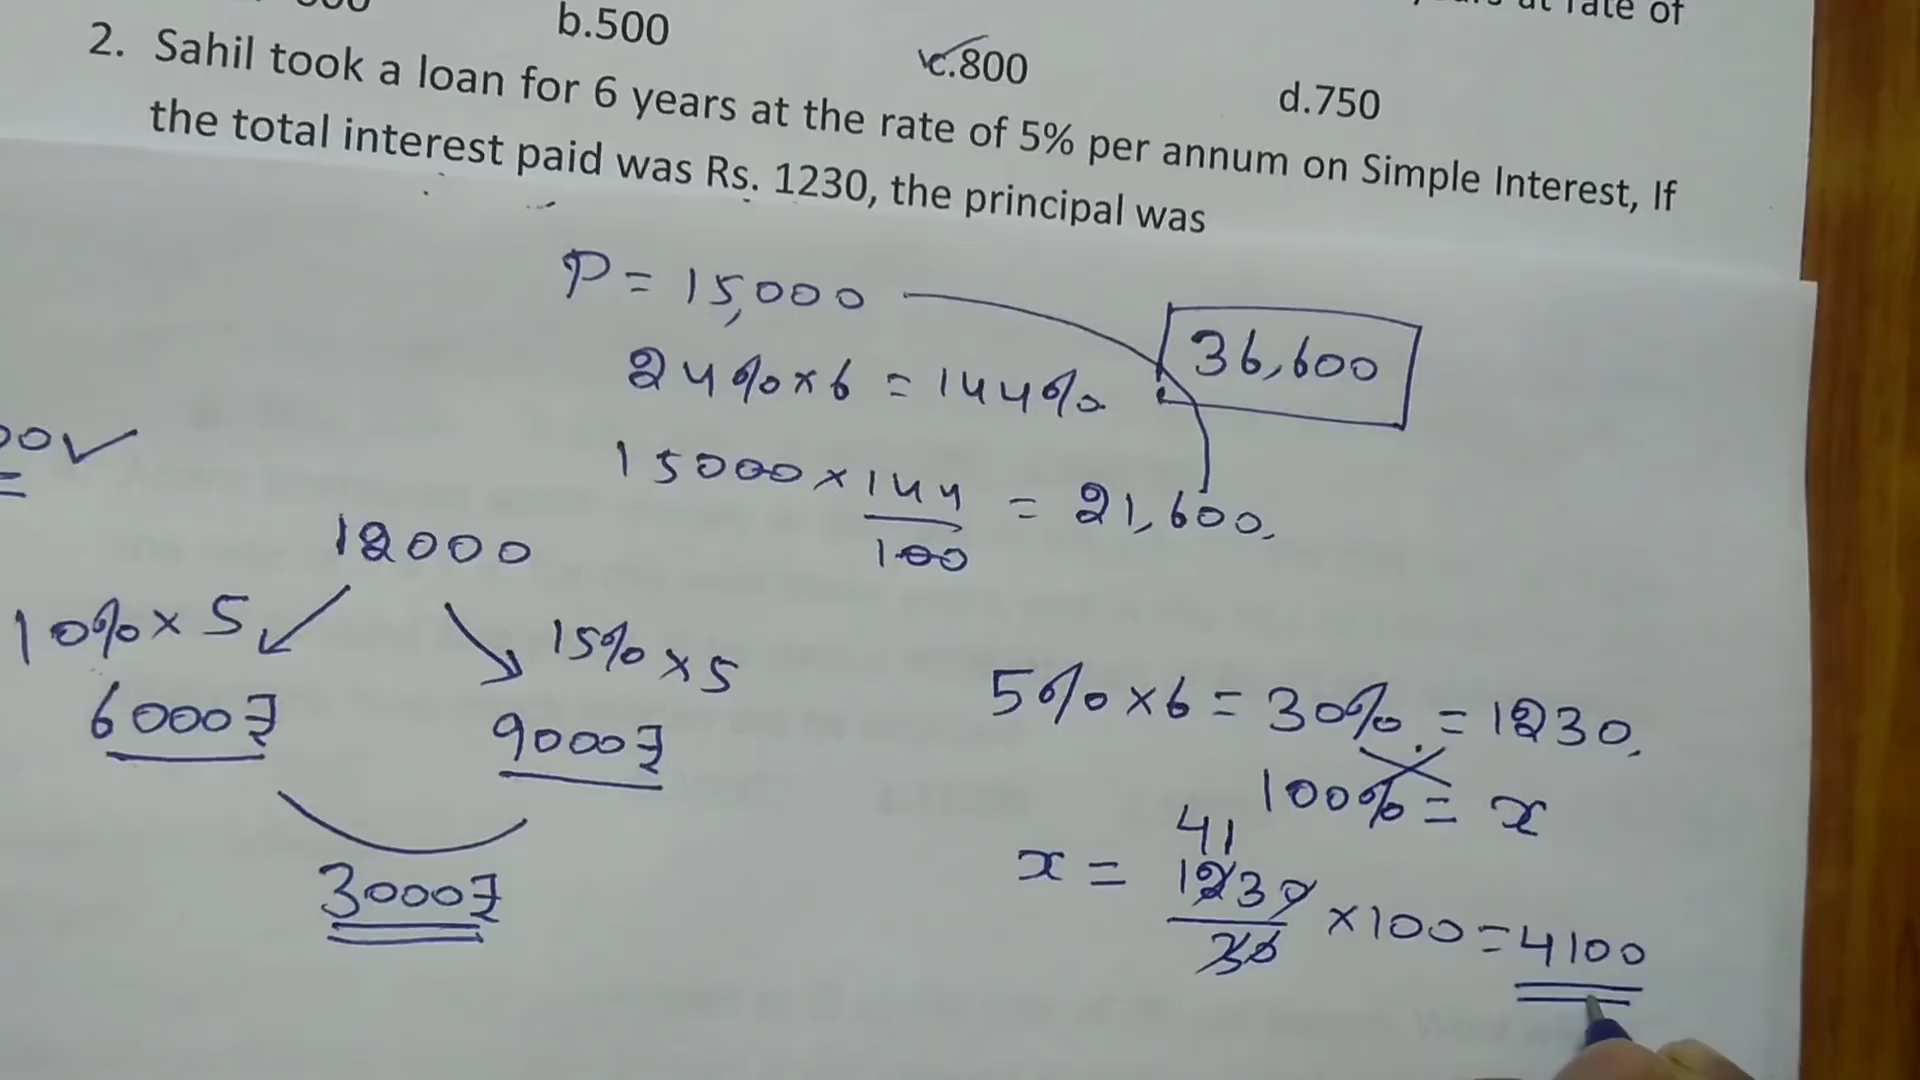 at rate of
b.500
c.800
d.750
2. Sahil took a loan for 6 years at the rate of 5% per annum on Simple Interest, If
the total interest paid was Rs. 1230, the principal was
P = 15,000
36,600
24% × 6 = 144%
15000 × 144/100 = 21,600.
12000
10% × 5
15% × 5
6000₹
9000₹
3000₹
5% × 6 = 30% = 1230.
100% = x
41
x = 1230/30 × 100 = 4100